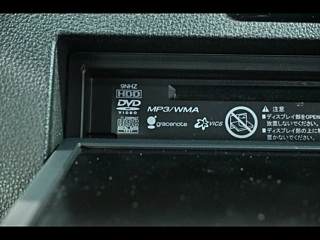 9NHZ
HDD
DVD
VIDEO
MP3/WMA
gracenote
VICS
⚠ 注意
■ディスプレイ部をOPEN
放置しないでください。
■ディスプレイ部の上に
置かないでください。